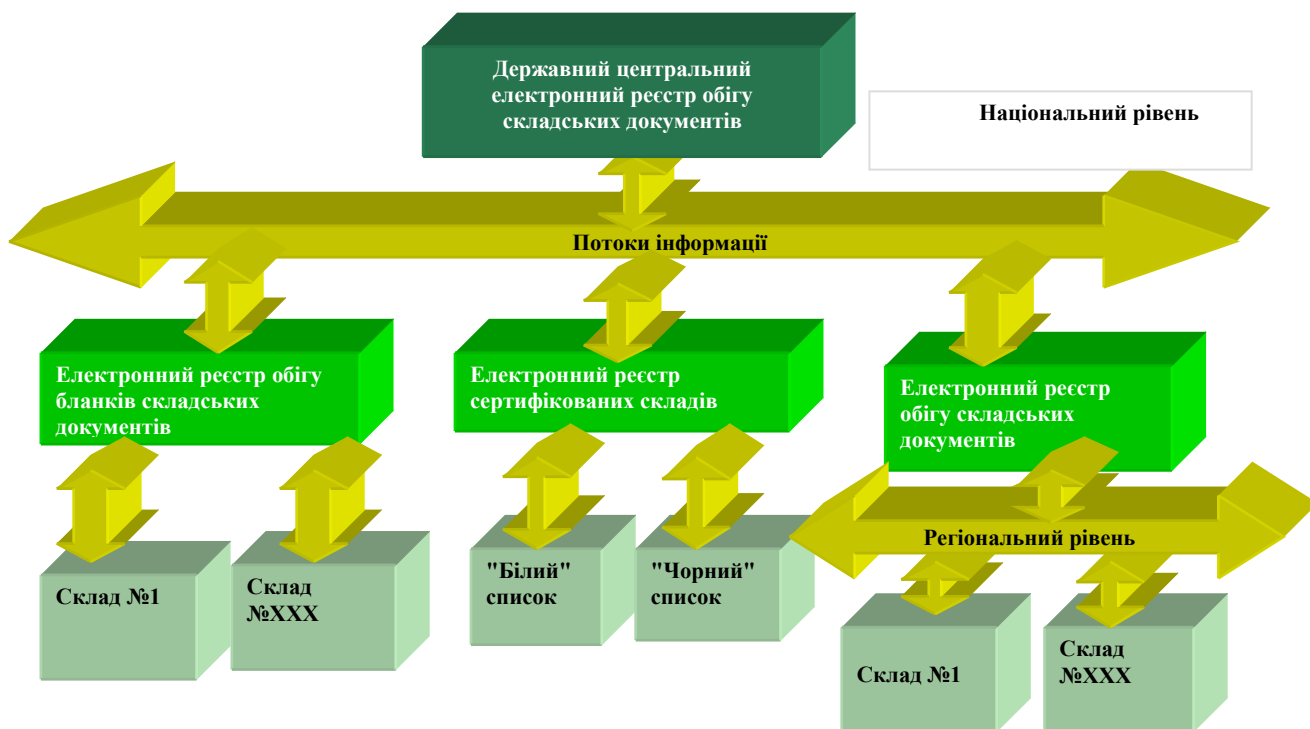 Державний центральний
електронний реєстр обігу
складських документів
Національний рівень
Потоки інформації
Електронний реєстр обігу
бланків складських
документів
Електронний реєстр
сертифікованих складів
Електронний реєстр
обігу складських
документів
Регіональний рівень
Склад №1
Склад
№XXX
"Білий"
список
"Чорний"
список
Склад №1
Склад
№XXX